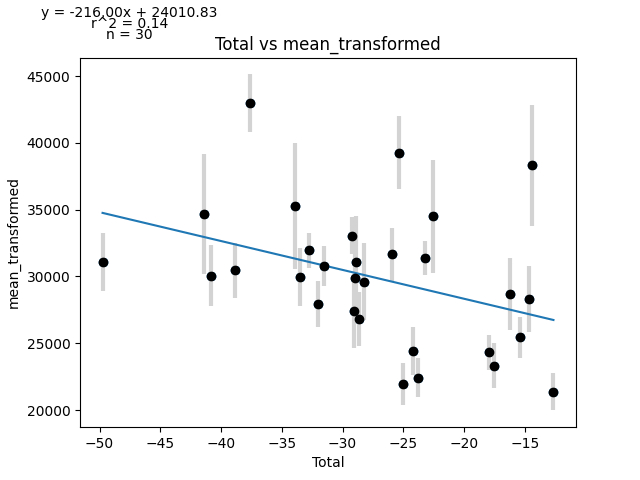 y = -216.00x + 24010.83
r^2 = 0.14
n = 30
Total vs mean_transformed
45000
40000
35000
30000
25000
20000
mean_transformed
−50
−45
−40
−35
−30
−25
−20
−15
Total